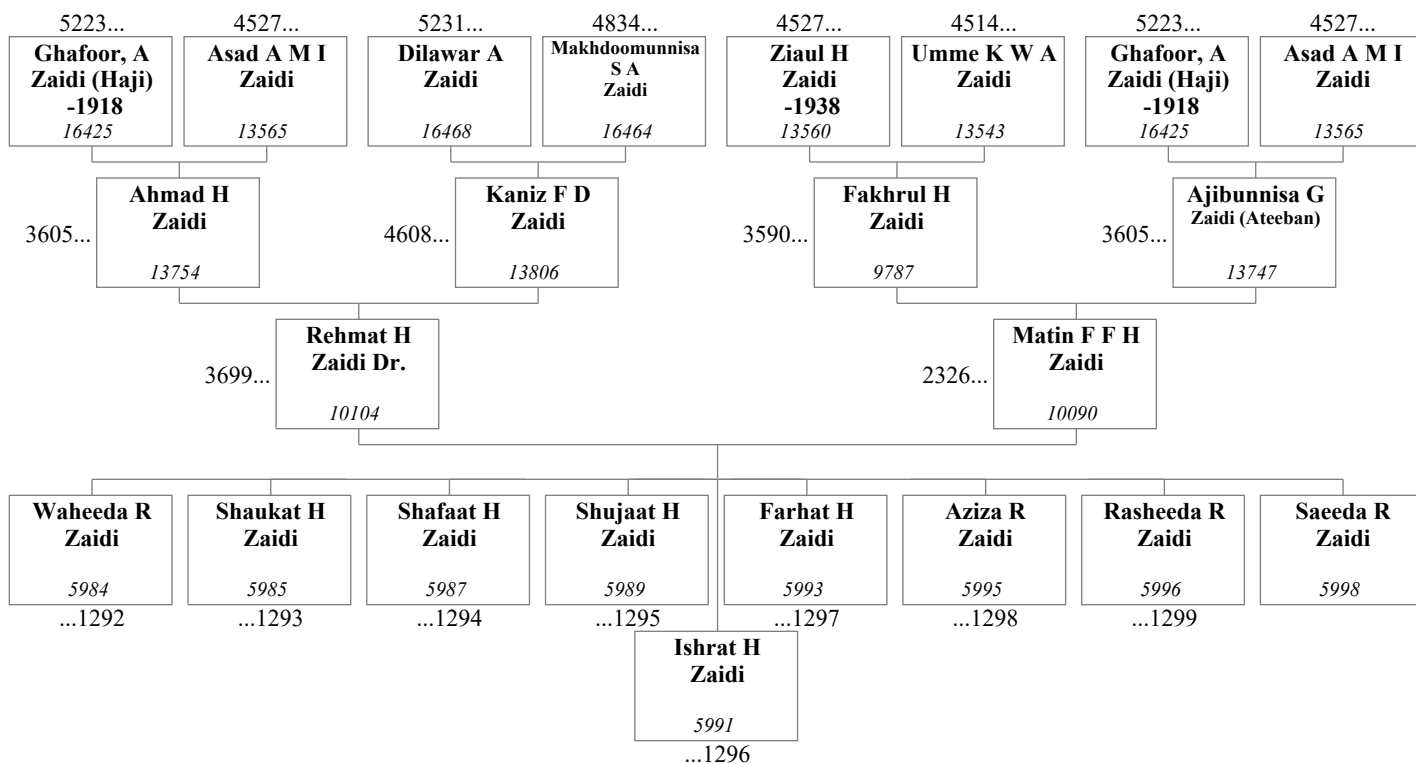 5223... 4527... 5231... 4834... 4527... 4514... 5223... 4527...
Ghafoor, A
Zaidi (Haji)
-1918
16425
Asad A M I
Zaidi
13565
Dilawar A
Zaidi
16468
Makhdoomunnisa
S A
Zaidi
16464
Ziaul H
Zaidi
-1938
13560
Umme K W A
Zaidi
13543
Ghafoor, A
Zaidi (Haji)
-1918
16425
Asad A M I
Zaidi
13565
3605...
Ahmad H
Zaidi
13754
4608...
Kaniz F D
Zaidi
13806
3590...
Fakhrul H
Zaidi
9787
3605...
Ajibunnisa G
Zaidi (Ateeban)
13747
3699...
Rehmat H
Zaidi Dr.
10104
2326...
Matin F F H
Zaidi
10090
Waheeda R
Zaidi
5984
...1292
Shaukat H
Zaidi
5985
...1293
Shafaat H
Zaidi
5987
...1294
Shujaat H
Zaidi
5989
...1295
Farhat H
Zaidi
5993
...1297
Aziza R
Zaidi
5995
...1298
Rasheeda R
Zaidi
5996
...1299
Saeeda R
Zaidi
5998
Ishrat H
Zaidi
5991
...1296